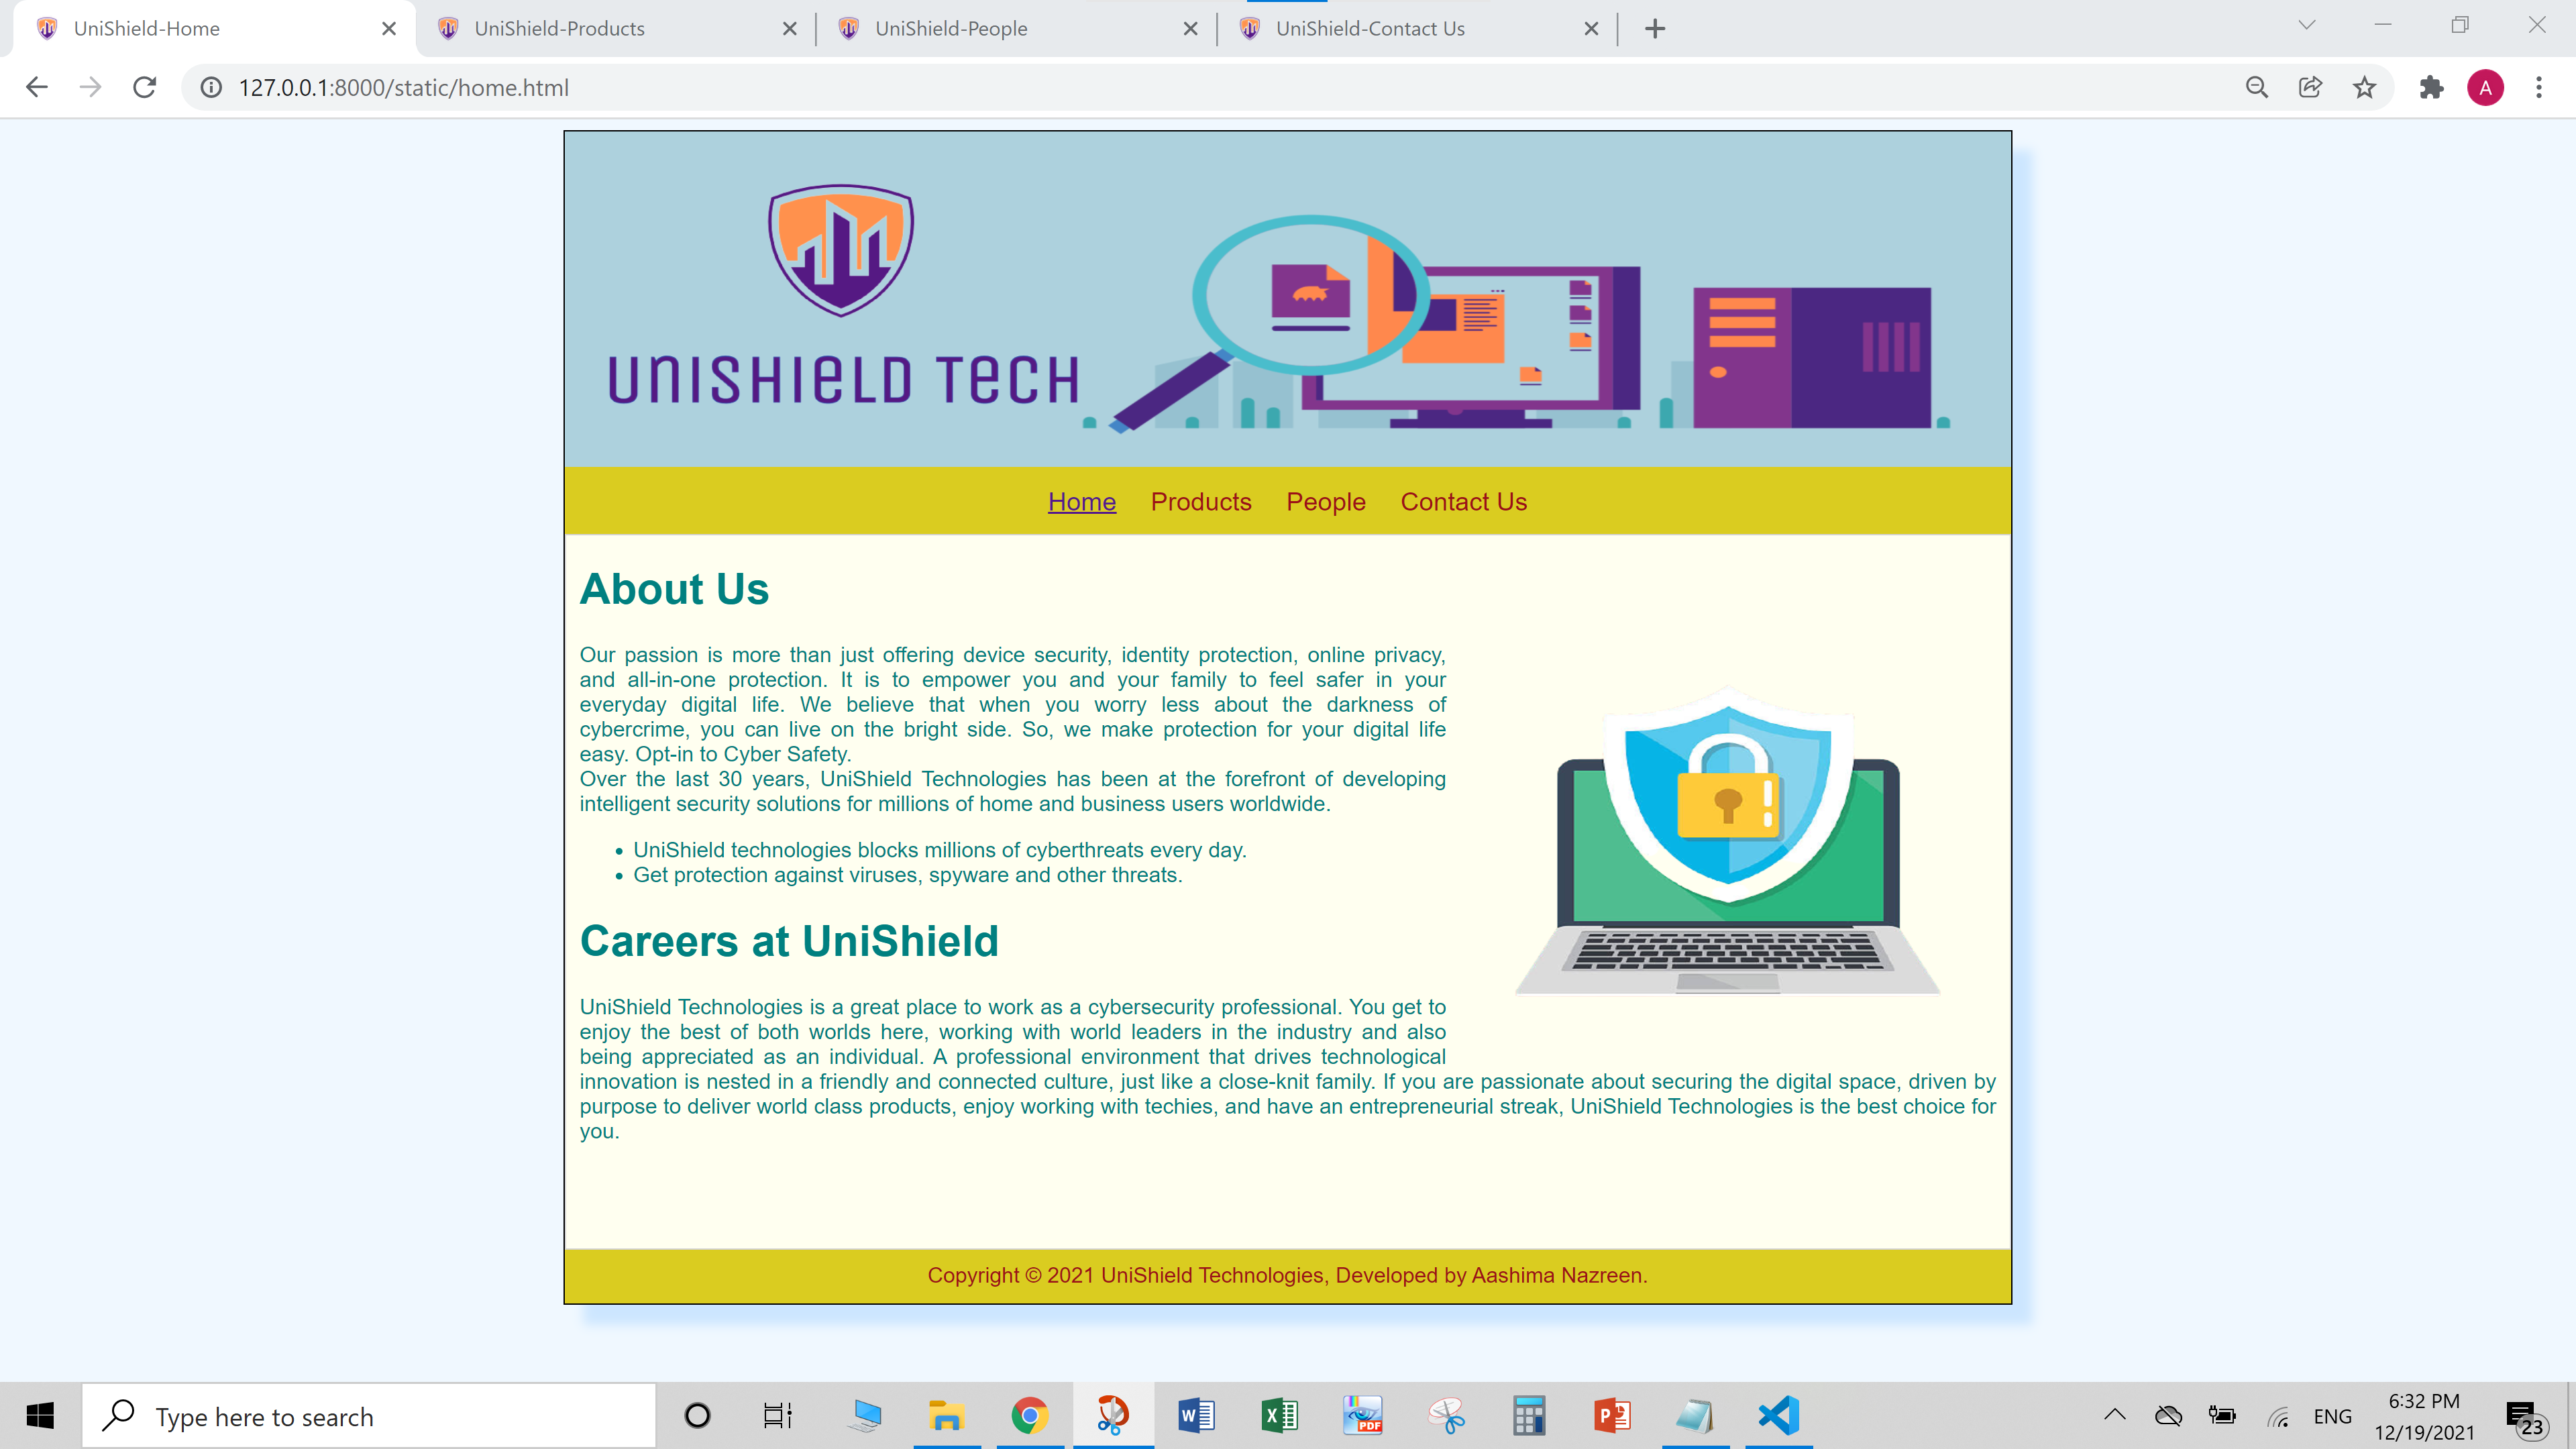 UniShield-Home
UniShield-Products
UniShield-People
UniShield-Contact Us
127.0.0.1:8000/static/home.html
A
UNISHIELD TECH
Home Products People Contact Us
About Us
Our passion is more than just offering device security, identity protection, online privacy,
and all-in-one protection. It is to empower you and your family to feel safer in your
everyday digital life. We believe that when you worry less about the darkness of
cybercrime, you can live on the bright side. So, we make protection for your digital life
easy. Opt-in to Cyber Safety.
Over the last 30 years, UniShield Technologies has been at the forefront of developing
intelligent security solutions for millions of home and business users worldwide.
• UniShield technologies blocks millions of cyberthreats every day.
• Get protection against viruses, spyware and other threats.
Careers at UniShield
UniShield Technologies is a great place to work as a cybersecurity professional. You get to
enjoy the best of both worlds here, working with world leaders in the industry and also
being appreciated as an individual. A professional environment that drives technological
innovation is nested in a friendly and connected culture, just like a close-knit family. If you are passionate about securing the digital space, driven by
purpose to deliver world class products, enjoy working with techies, and have an entrepreneurial streak, UniShield Technologies is the best choice for
you.
Copyright © 2021 UniShield Technologies, Developed by Aashima Nazreen.
Type here to search
W
X
PDF
P
ENG
6:32 PM
12/19/2021
23